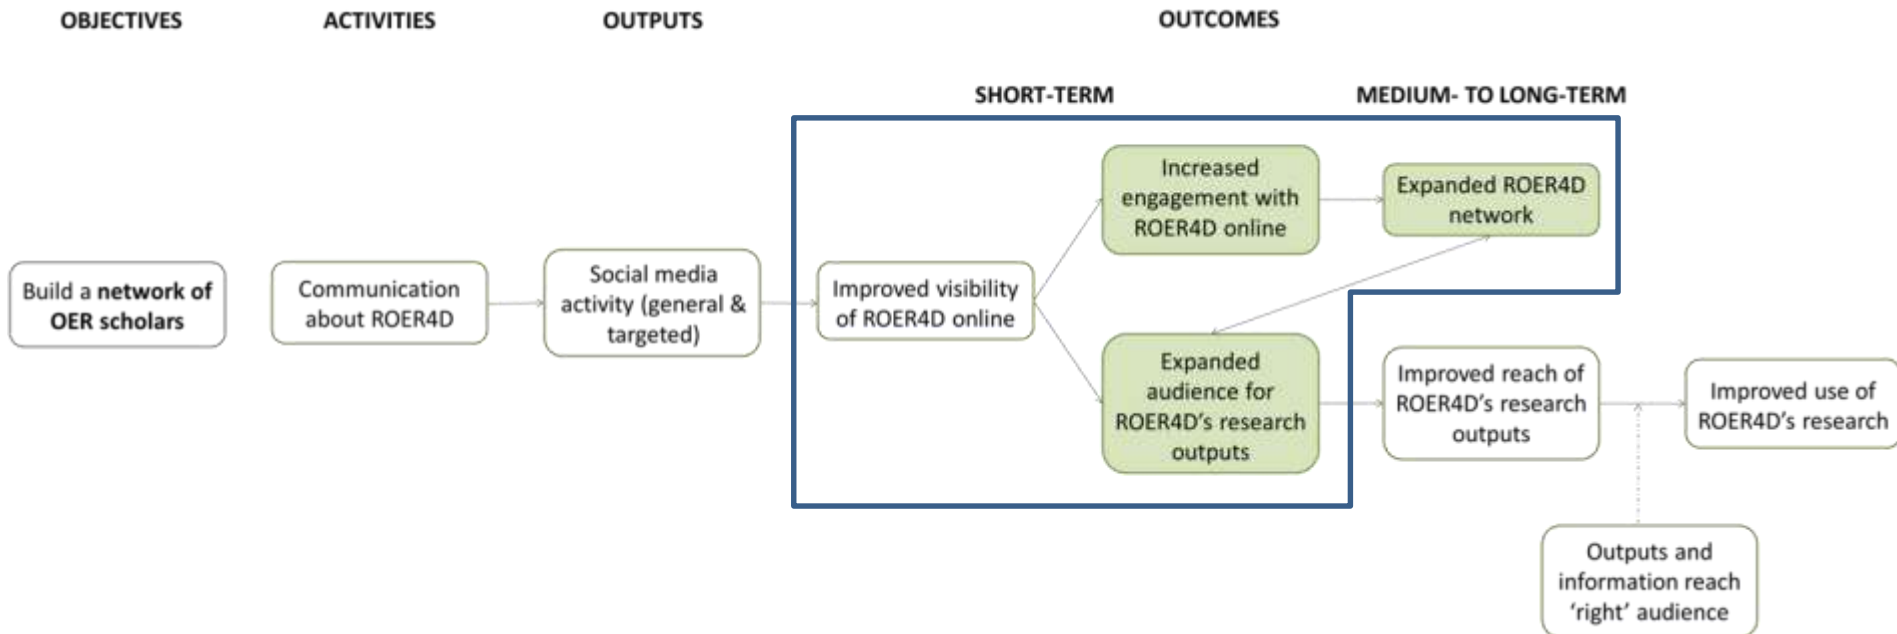 OBJECTIVES
ACTIVITIES
OUTPUTS
OUTCOMES
SHORT-TERM
MEDIUM- TO LONG-TERM
Build a network of
OER scholars
Communication
about ROER4D
Social media
activity (general &
targeted)
Improved visibility
of ROER4D online
Increased
engagement with
ROER4D online
Expanded ROER4D
network
Expanded
audience for
ROER4D’s research
outputs
Improved reach of
ROER4D’s research
outputs
Improved use of
ROER4D’s research
Outputs and
information reach
‘right’ audience